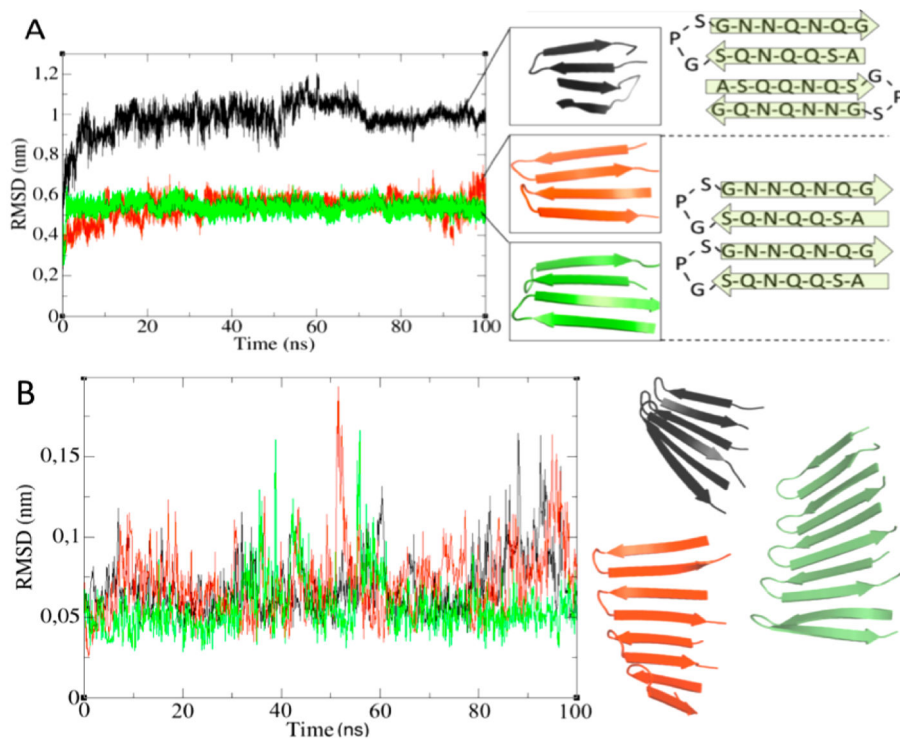 A
RMSD (nm)
1,2
1
0,8
0,6
0,4
0,2
0
0 20 40 60 80 100
Time (ns)
S-G-N-N-Q-N-Q-G
P
G-S-Q-N-Q-Q-S-A
A-S-Q-Q-N-Q-S-G
P
G-Q-N-Q-N-N-G-S
S-G-N-N-Q-N-Q-G
P
G-S-Q-N-Q-Q-S-A
S-G-N-N-Q-N-Q-G
P
G-S-Q-N-Q-Q-S-A
B
RMSD (nm)
0,15
0,1
0,05
0
0 20 40 60 80 100
Time (ns)